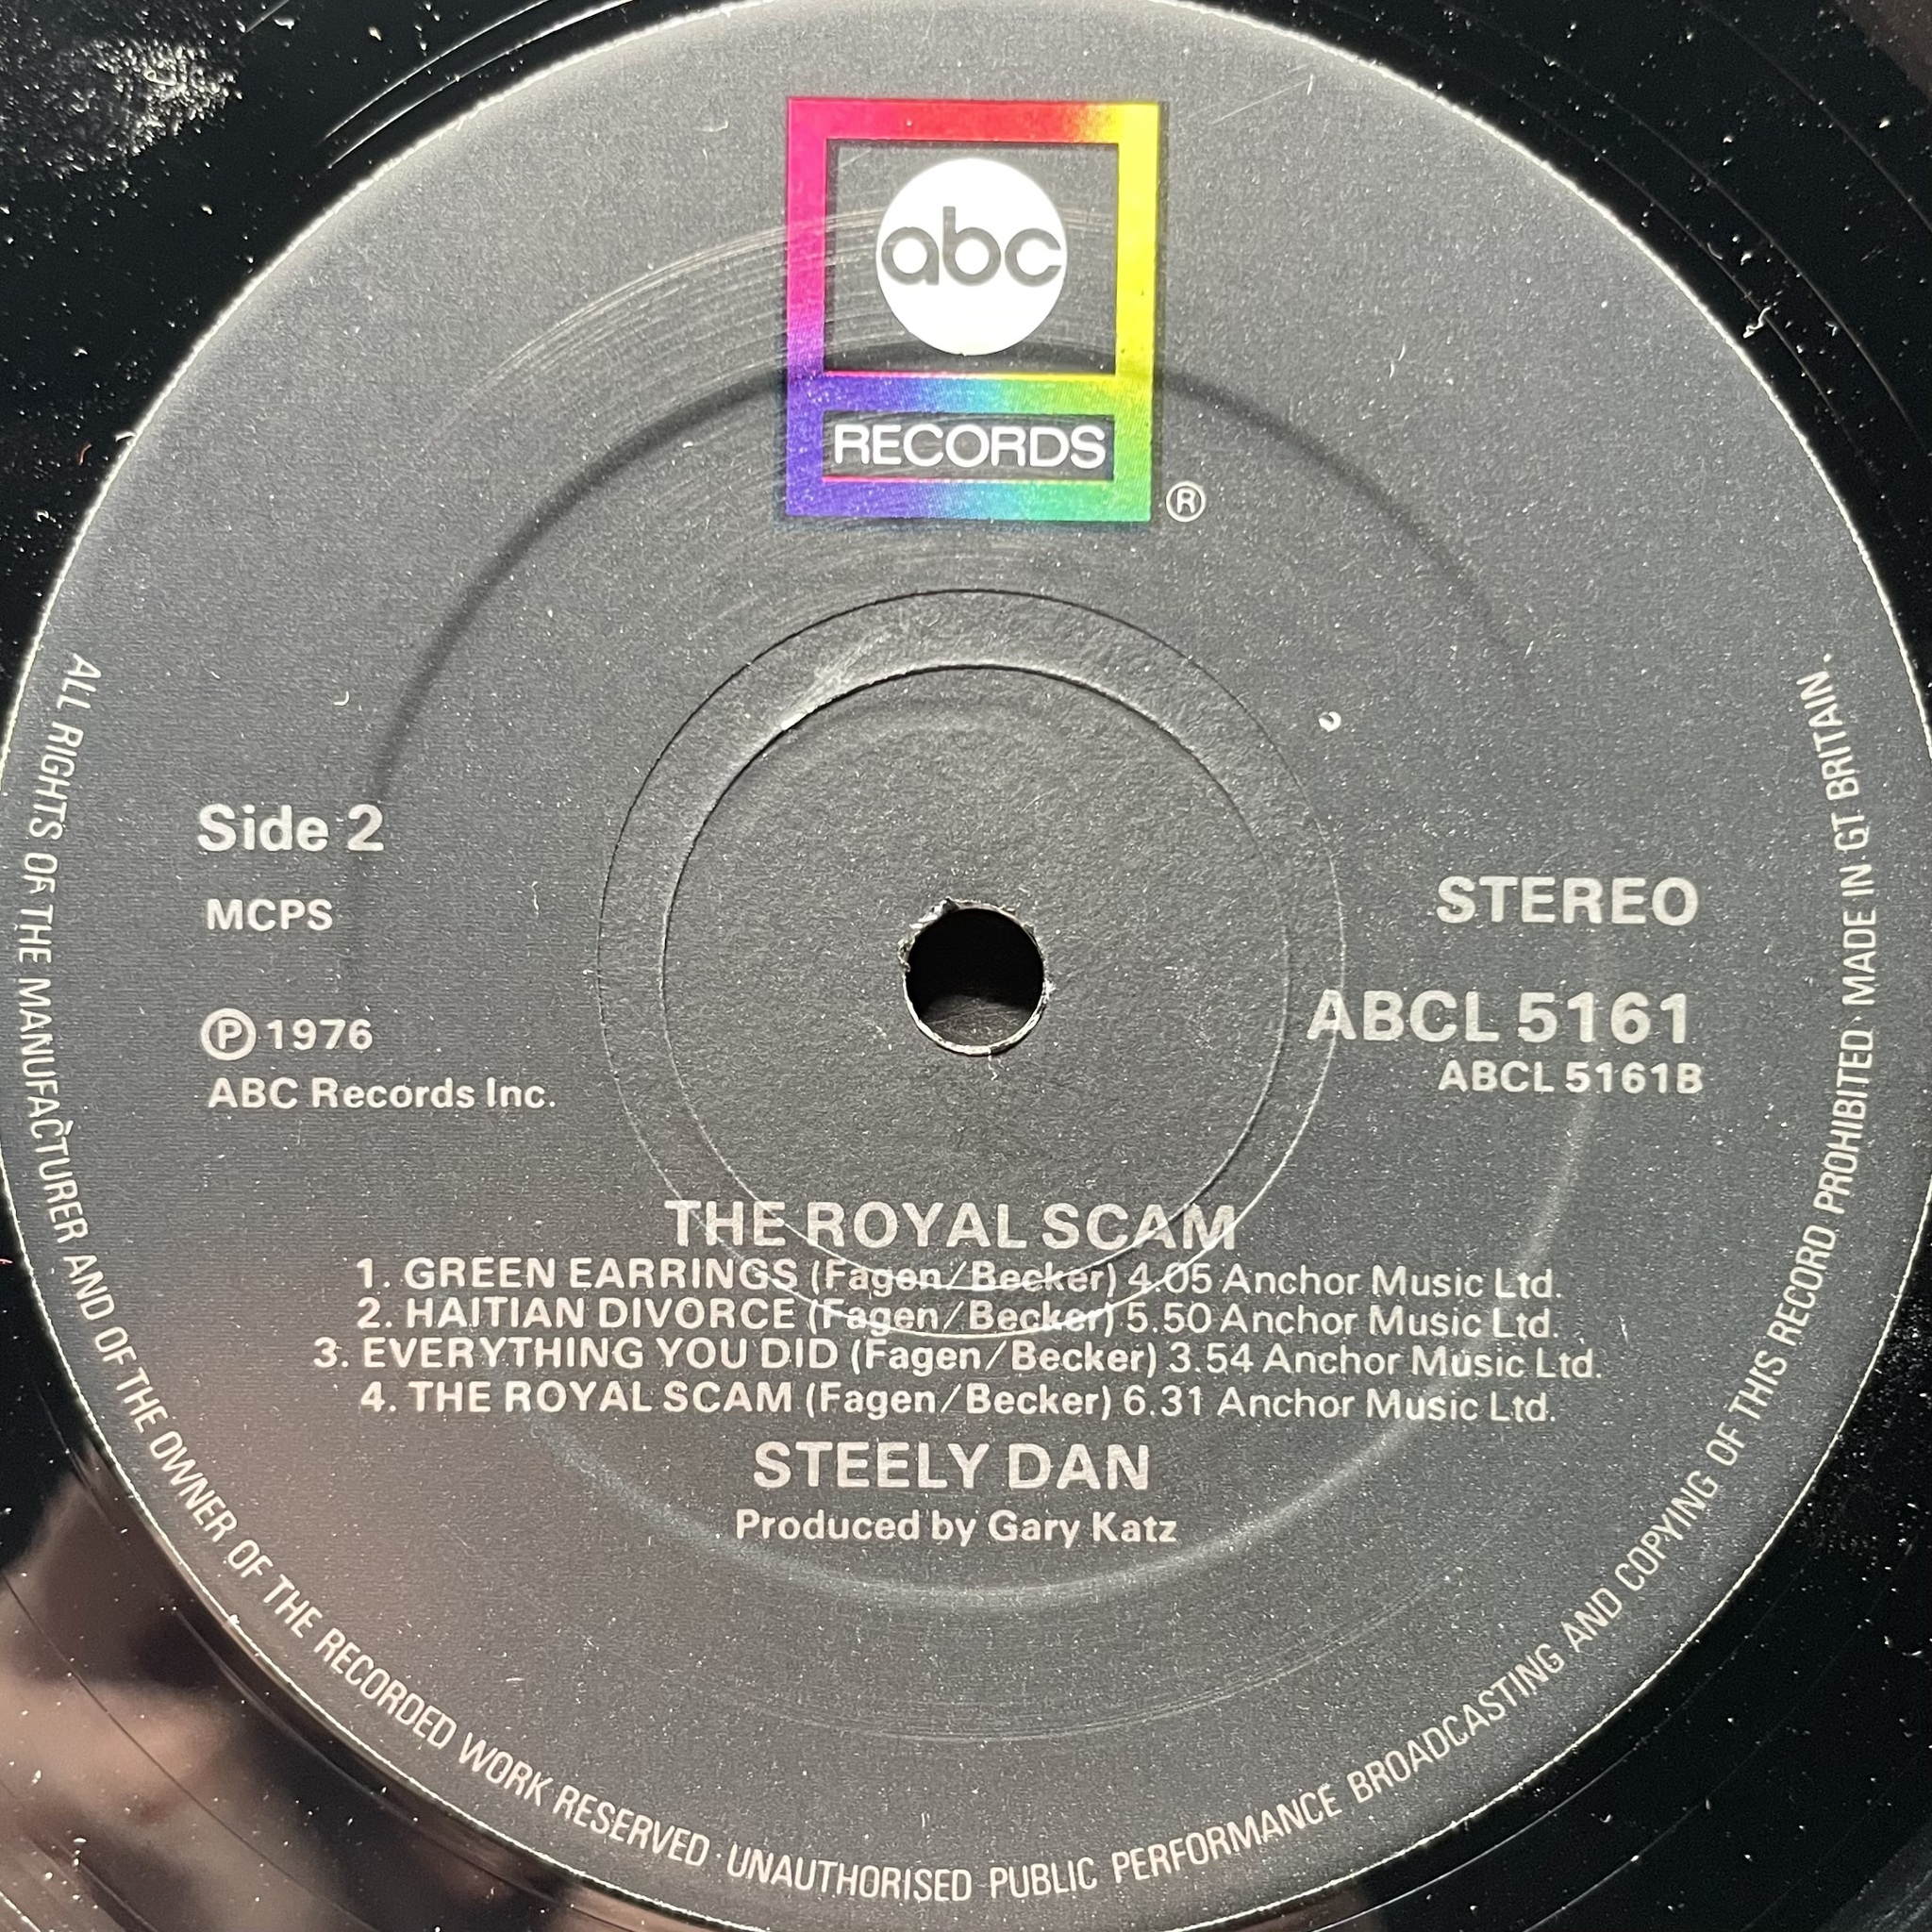 abc
RECORDS
®
Side 2
MCPS
℗ 1976
ABC Records Inc.
STEREO
ABCL 5161
ABCL 5161B
THE ROYAL SCAM
1. GREEN EARRINGS (Fagen/Becker) 4.05 Anchor Music Ltd.
2. HAITIAN DIVORCE (Fagen/Becker) 5.50 Anchor Music Ltd.
3. EVERYTHING YOU DID (Fagen/Becker) 3.54 Anchor Music Ltd.
4. THE ROYAL SCAM (Fagen/Becker) 6.31 Anchor Music Ltd.
STEELY DAN
Produced by Gary Katz
ALL RIGHTS OF THE MANUFACTURER AND OF THE OWNER OF THE RECORDED WORK RESERVED · UNAUTHORISED PUBLIC PERFORMANCE BROADCASTING AND COPYING OF THIS RECORD PROHIBITED · MADE IN GT BRITAIN.